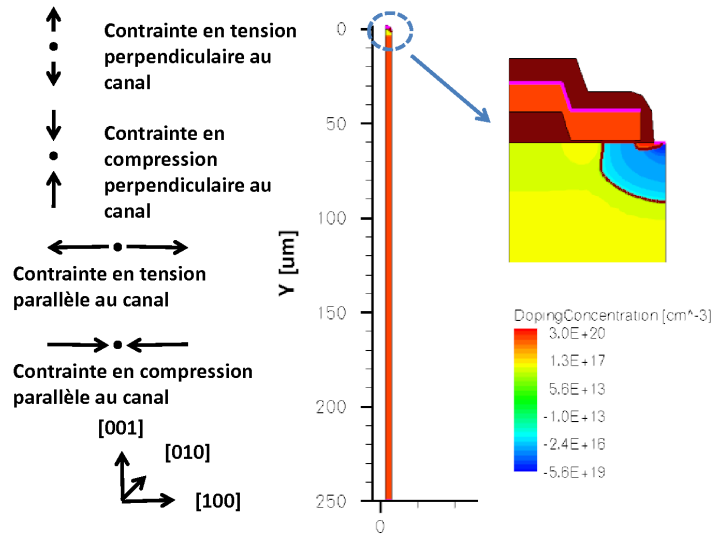 Contrainte en tension
perpendiculaire au
canal
Contrainte en
compression
perpendiculaire au
canal
Contrainte en tension
parallèle au canal
Contrainte en compression
parallèle au canal
[001]
[010]
[100]
Y [um]
0
50
100
150
200
250
0
DopingConcentration [cm^-3]
3.0E+20
1.3E+17
5.6E+13
-1.0E+13
-2.4E+16
-5.6E+19